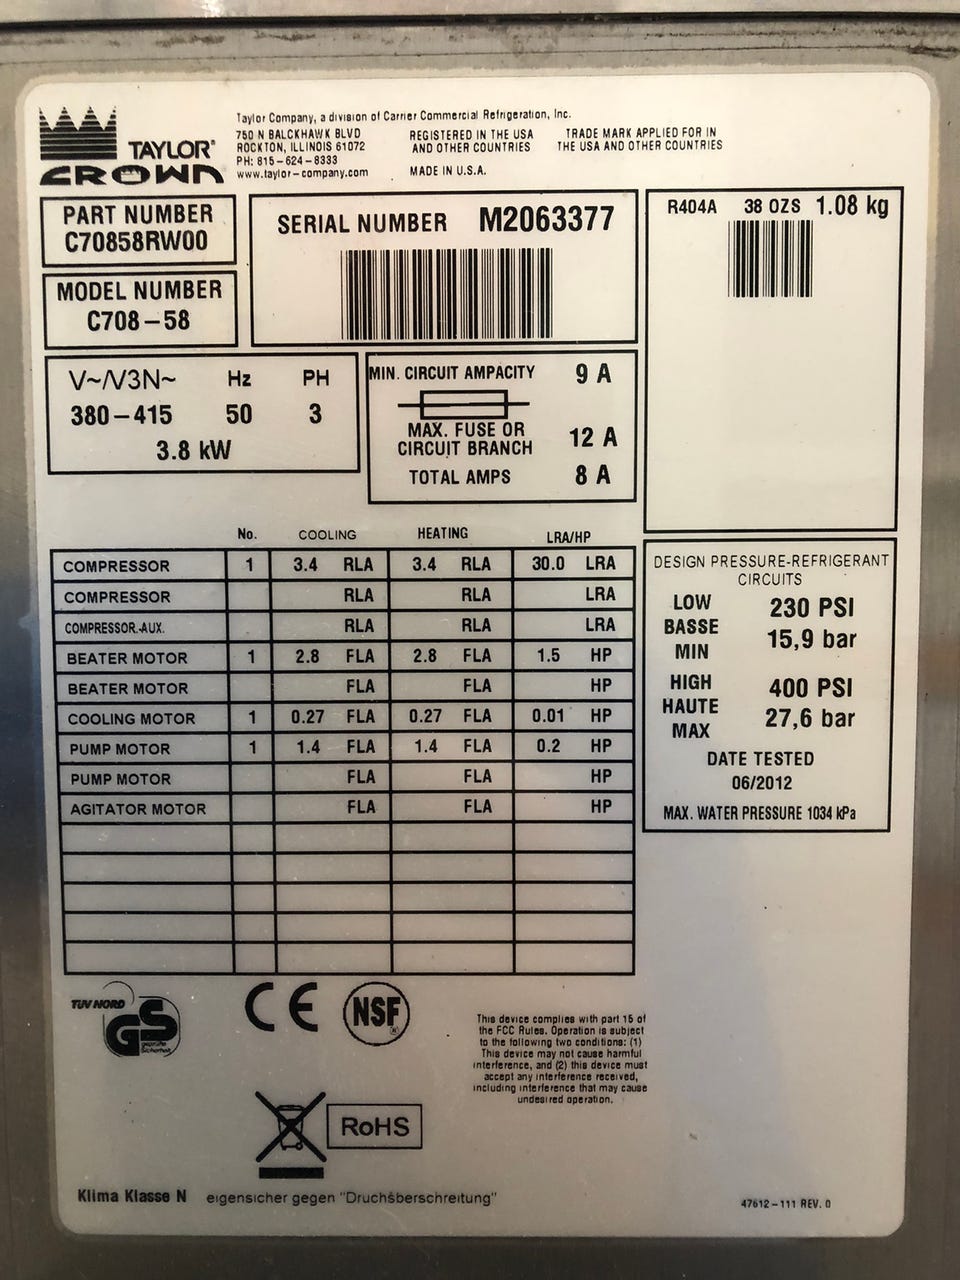 TAYLOR®
CROWN
Taylor Company, a division of Carrier Commercial Refrigeration, Inc.
750 N BALCKHAWK BLVD
ROCKTON, ILLINOIS 61072
PH: 815-624-8333
www.taylor-company.com
REGISTERED IN THE USA
AND OTHER COUNTRIES
MADE IN U.S.A.
TRADE MARK APPLIED FOR IN
THE USA AND OTHER COUNTRIES
PART NUMBER
C70858RW00
MODEL NUMBER
C708-58
SERIAL NUMBER M2063377
R404A 38 OZS 1.08 kg
V~/V3N~ Hz PH
380-415 50 3
3.8 kW
MIN. CIRCUIT AMPACITY 9 A
MAX. FUSE OR
CIRCUIT BRANCH 12 A
TOTAL AMPS 8 A
No. COOLING HEATING LRA/HP
COMPRESSOR 1 3.4 RLA 3.4 RLA 30.0 LRA
COMPRESSOR RLA RLA LRA
COMPRESSOR.-AUX. RLA RLA LRA
BEATER MOTOR 1 2.8 FLA 2.8 FLA 1.5 HP
BEATER MOTOR FLA FLA HP
COOLING MOTOR 1 0.27 FLA 0.27 FLA 0.01 HP
PUMP MOTOR 1 1.4 FLA 1.4 FLA 0.2 HP
PUMP MOTOR FLA FLA HP
AGITATOR MOTOR FLA FLA HP
DESIGN PRESSURE-REFRIGERANT
CIRCUITS
LOW
BASSE
MIN
230 PSI
15,9 bar
HIGH
HAUTE
MAX
400 PSI
27,6 bar
DATE TESTED
06/2012
MAX. WATER PRESSURE 1034 kPa
TUV NORD
GS
geprüfte
Sicherheit
CE
NSF®
This device complies with part 15 of
the FCC Rules. Operation is subject
to the following two conditions: (1)
This device may not cause harmful
interference, and (2) this device must
accept any interference received,
including interference that may cause
undesired operation.
RoHS
Klima Klasse N eigensicher gegen "Druchsberschreitung"
47612-111 REV. 0